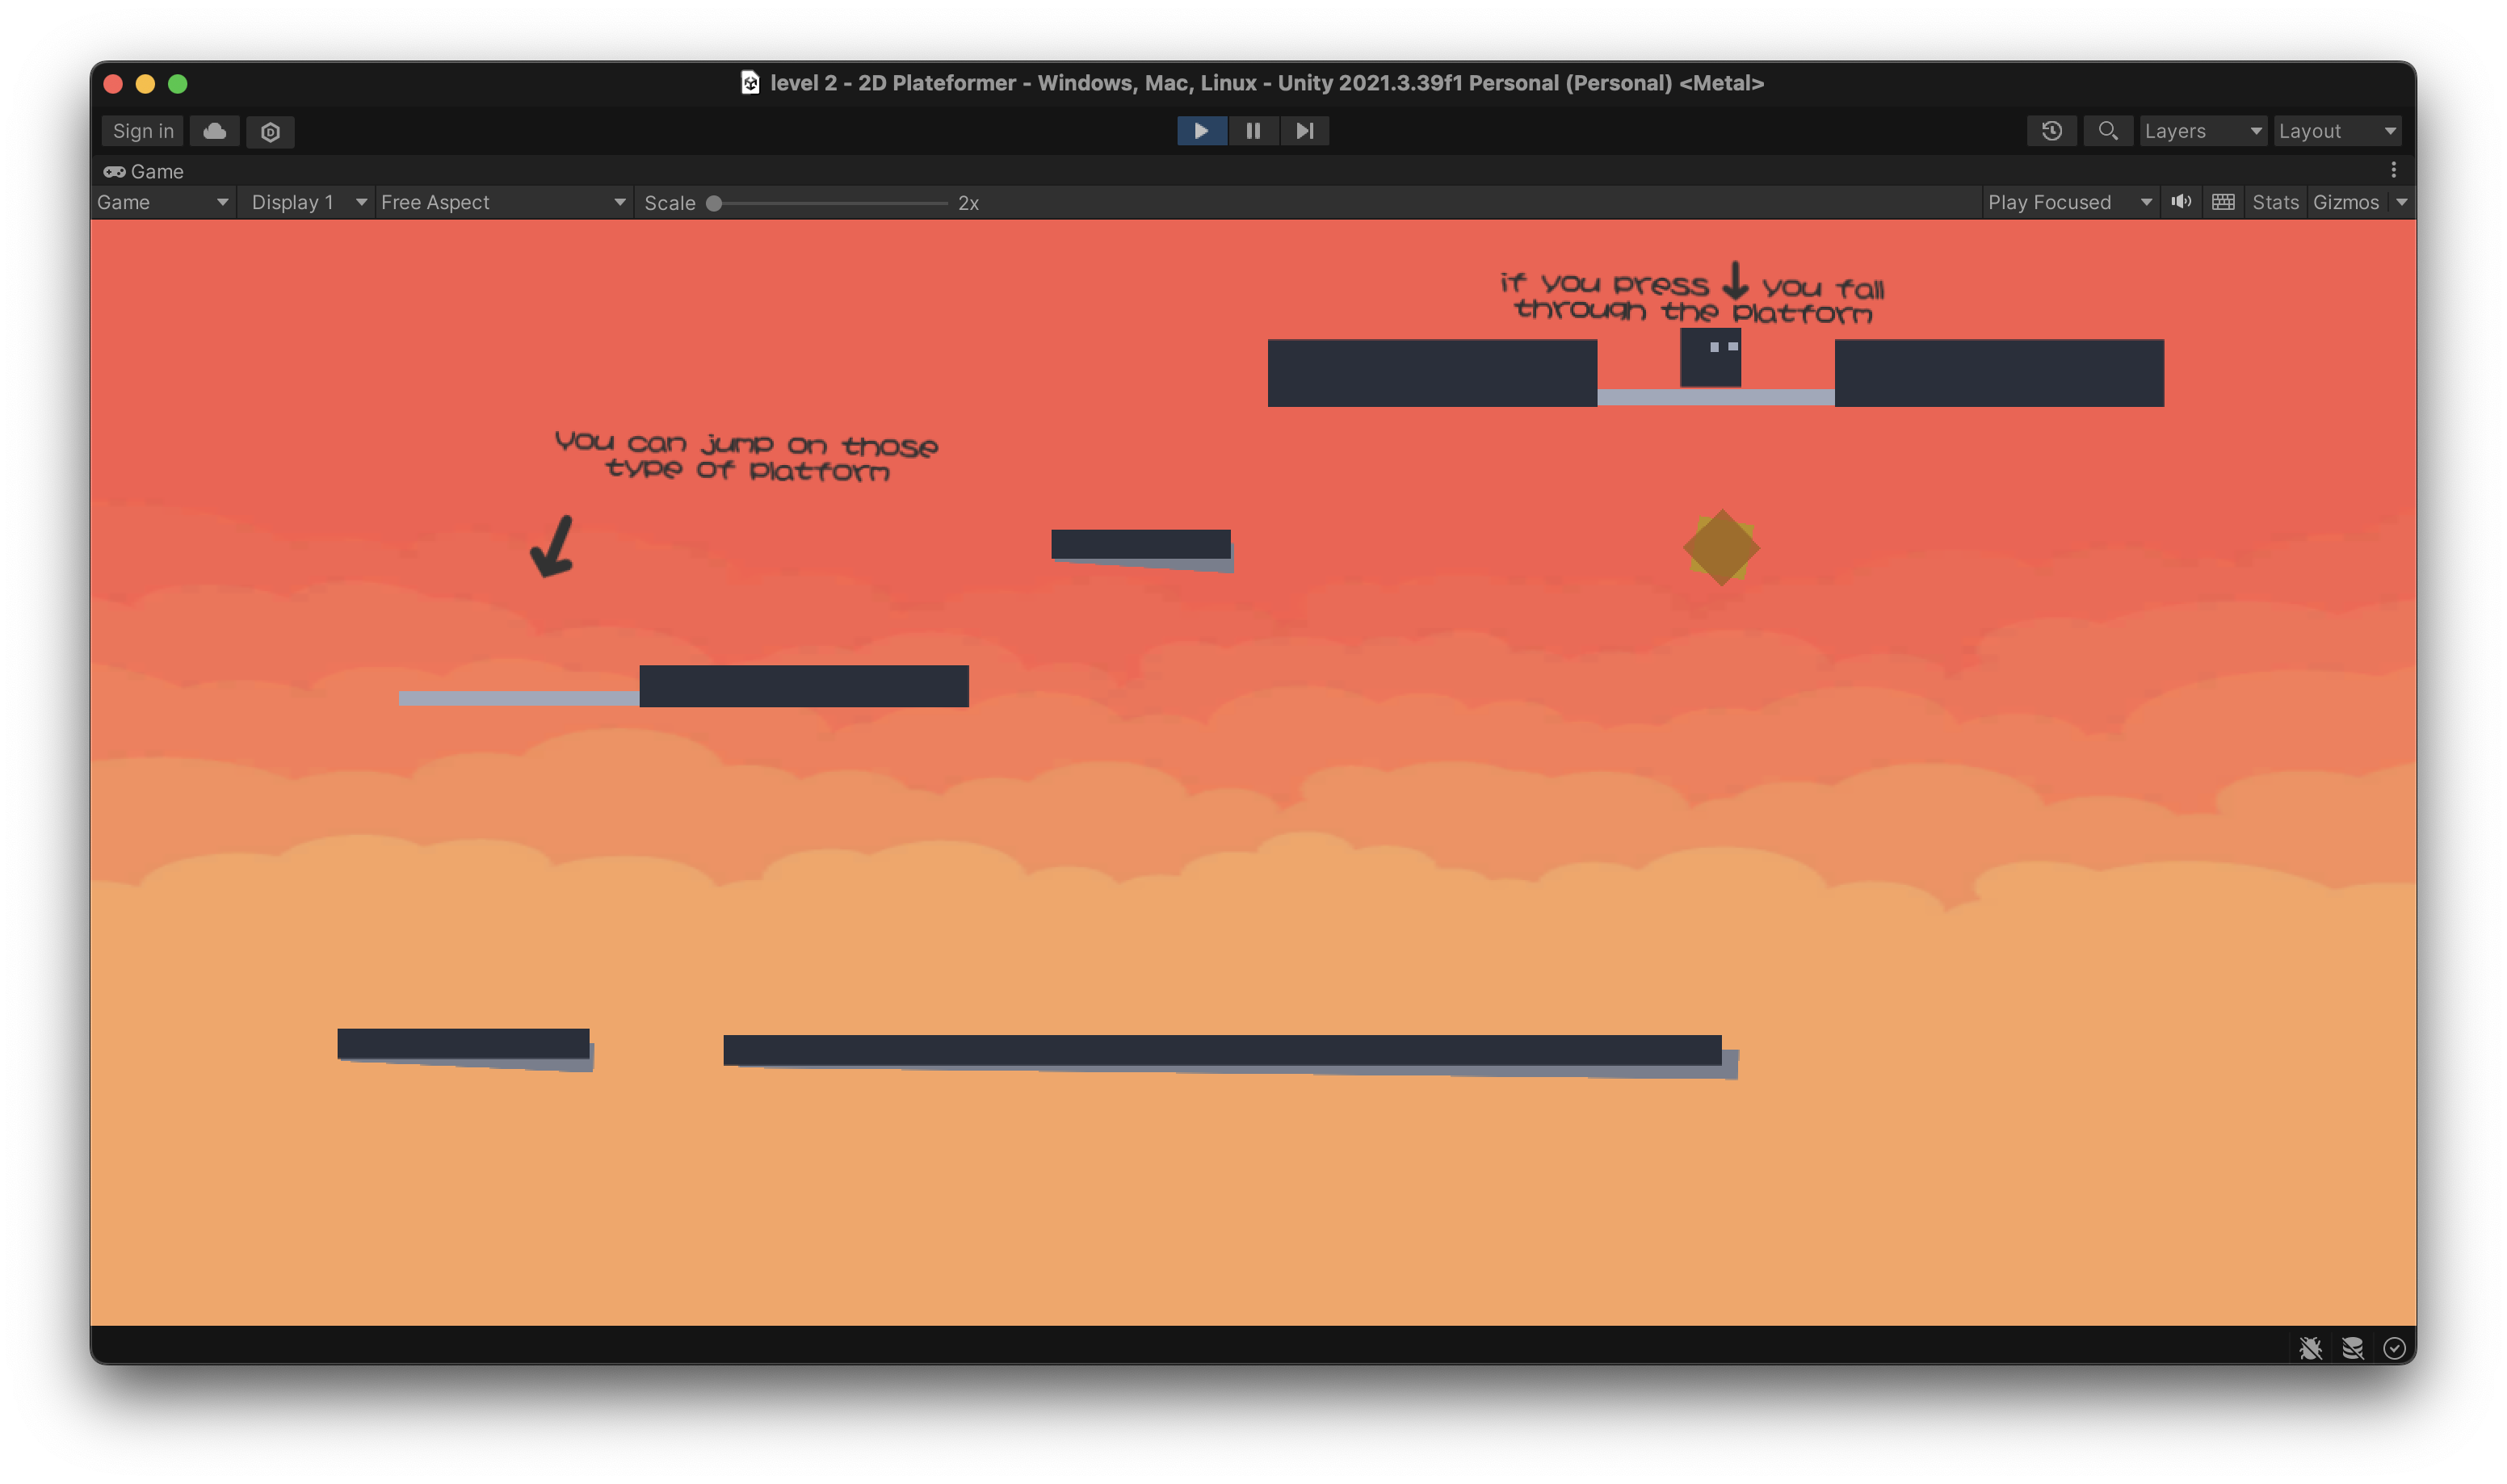 level 2 - 2D Plateformer - Windows, Mac, Linux - Unity 2021.3.39f1 Personal (Personal) <Metal>
Sign in
Layers
Layout
Game
Game
Display 1
Free Aspect
Scale
2x
Play Focused
Stats
Gizmos
if you press ↓ you fall
through the platform
You can jump on those
type of platform